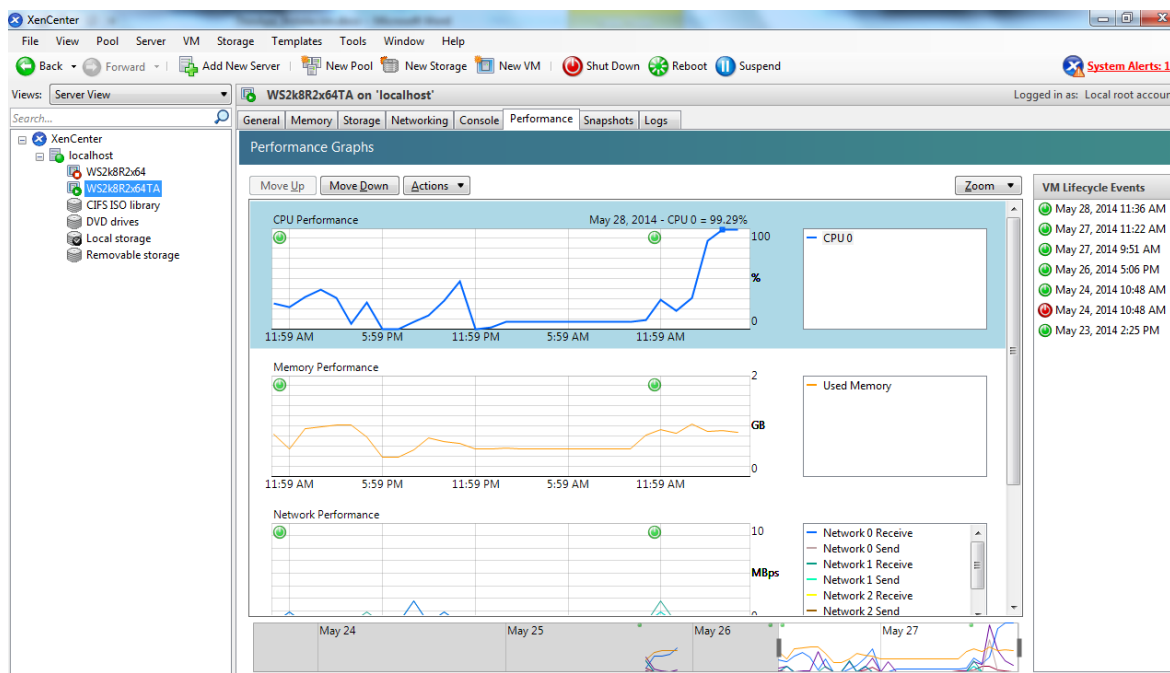 XenCenter
File View Pool Server VM Storage Templates Tools Window Help
Back Forward Add New Server New Pool New Storage New VM Shut Down Reboot Suspend System Alerts: 1
Views: Server View
WS2k8R2x64TA on 'localhost'
Logged in as: Local root accour
Search...
General Memory Storage Networking Console Performance Snapshots Logs
XenCenter
localhost
WS2k8R2x64
WS2k8R2x64TA
CIFS ISO library
DVD drives
Local storage
Removable storage
Performance Graphs
Move Up Move Down Actions Zoom
CPU Performance May 28, 2014 - CPU 0 = 99.29%
100
%
0
11:59 AM 5:59 PM 11:59 PM 5:59 AM 11:59 AM
CPU 0
Memory Performance
2
GB
0
11:59 AM 5:59 PM 11:59 PM 5:59 AM 11:59 AM
Used Memory
Network Performance
10
MBps
0
Network 0 Receive
Network 0 Send
Network 1 Receive
Network 1 Send
Network 2 Receive
Network 2 Send
May 24 May 25 May 26 May 27
VM Lifecycle Events
May 28, 2014 11:36 AM
May 27, 2014 11:22 AM
May 27, 2014 9:51 AM
May 26, 2014 5:06 PM
May 24, 2014 10:48 AM
May 24, 2014 10:48 AM
May 23, 2014 2:25 PM